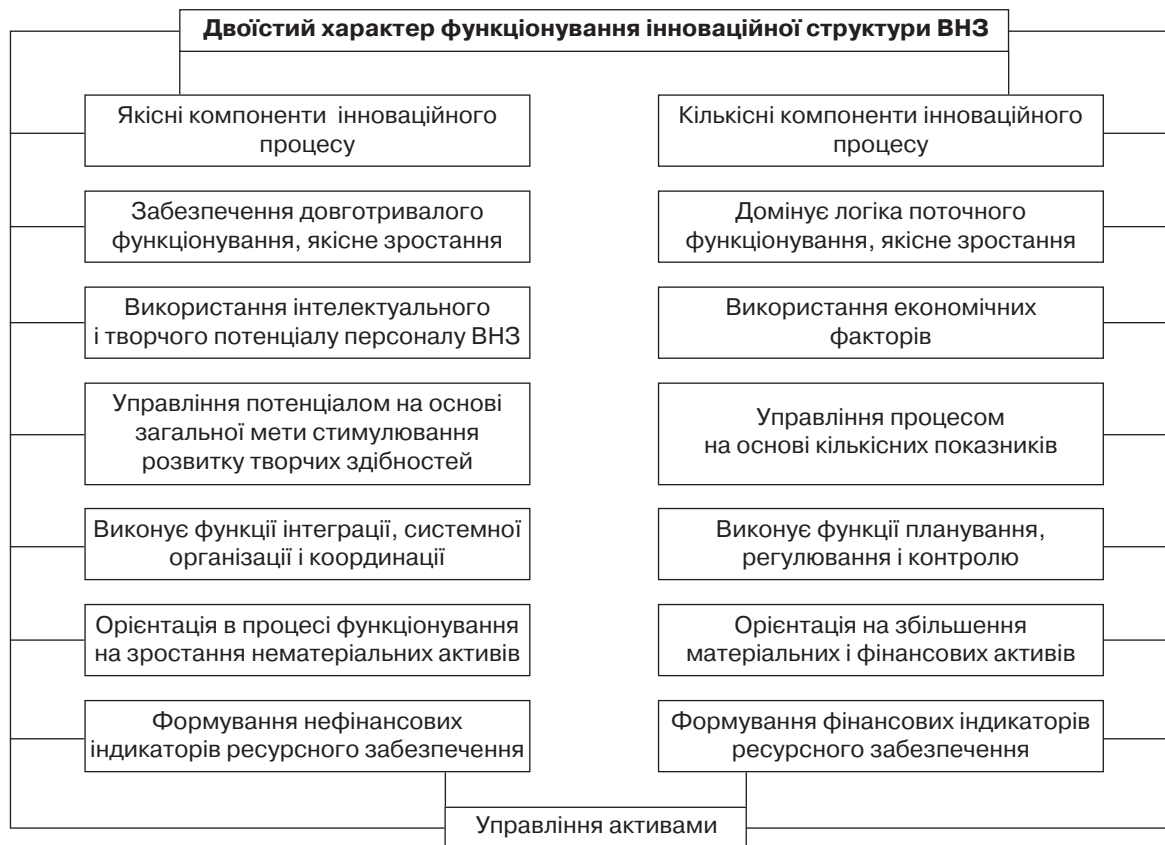 Двоїстий характер функціонування інноваційної структури ВНЗ
Якісні компоненти інноваційного
процесу
Кількісні компоненти інноваційного
процесу
Забезпечення довготривалого
функціонування, якісне зростання
Домінує логіка поточного
функціонування, якісне зростання
Використання інтелектуального
і творчого потенціалу персоналу ВНЗ
Використання економічних
факторів
Управління потенціалом на основі
загальної мети стимулювання
розвитку творчих здібностей
Управління процесом
на основі кількісних показників
Виконує функції інтеграції, системної
організації і координації
Виконує функції планування,
регулювання і контролю
Орієнтація в процесі функціонування
на зростання нематеріальних активів
Орієнтація на збільшення
матеріальних і фінансових активів
Формування нефінансових
індикаторів ресурсного забезпечення
Формування фінансових індикаторів
ресурсного забезпечення
Управління активами